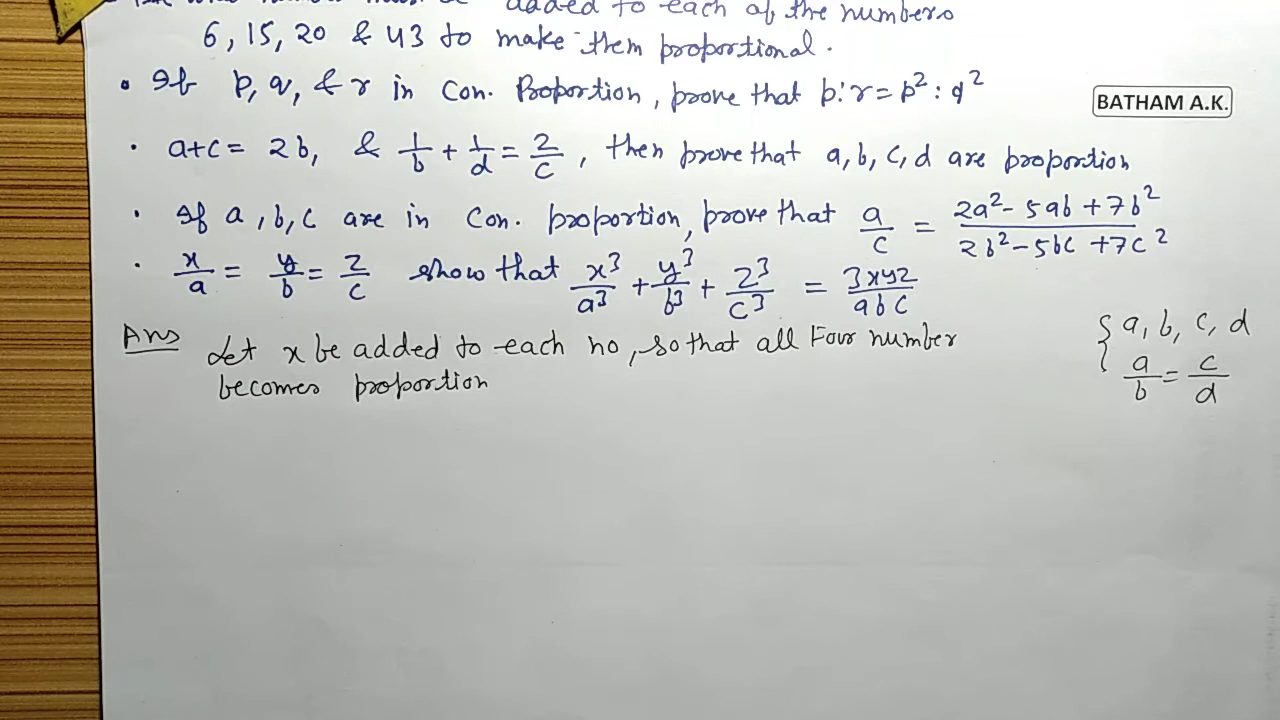 added to each of the numbers
6, 15, 20 & 43 to make them proportional.
• If p, q, & r in Con. Proportion, prove that p:r = p² : q²
BATHAM A.K.
• a+c = 2b, & 1/b + 1/d = 2/c, then prove that a, b, c, d are proportion
• If a, b, c are in Con. proportion, prove that a/c = (2a² - 5ab + 7b²)/(2b² - 5bc + 7c²)
• x/a = y/b = z/c show that x³/a³ + y³/b³ + z³/c³ = 3xyz/abc
Ans Let x be added to each no, so that all Four number
becomes proportion
{ a, b, c, d
a/b = c/d